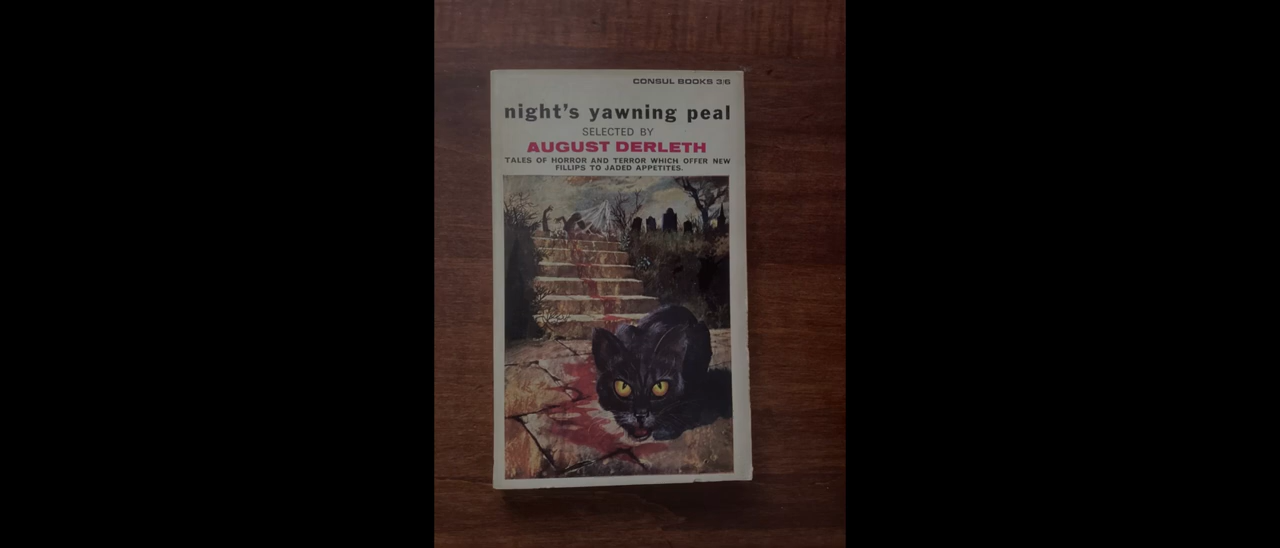 CONSUL BOOKS 3/6
night's yawning peal
SELECTED BY
AUGUST DERLETH
TALES OF HORROR AND TERROR WHICH OFFER NEW
FILLIPS TO JADED APPETITES.